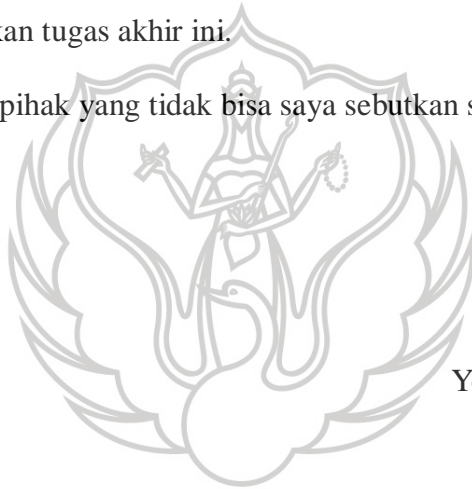 kan tugas akhir ini.
pihak yang tidak bisa saya sebutkan s
Y